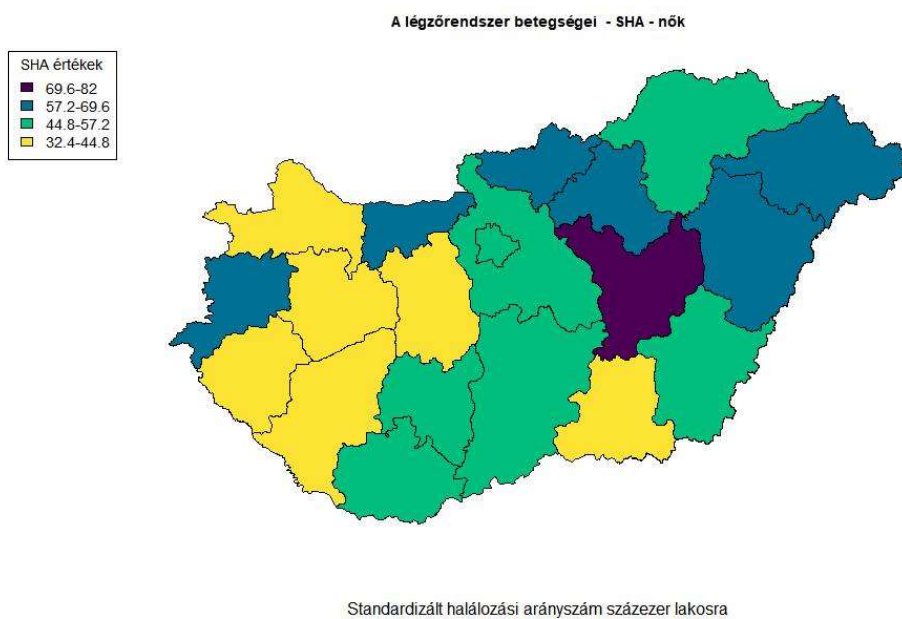 A légzőrendszer betegségei - SHA - nők
SHA értékek
69.6-82
57.2-69.6
44.8-57.2
32.4-44.8
Standardizált halálozási arányszám százezer lakosra